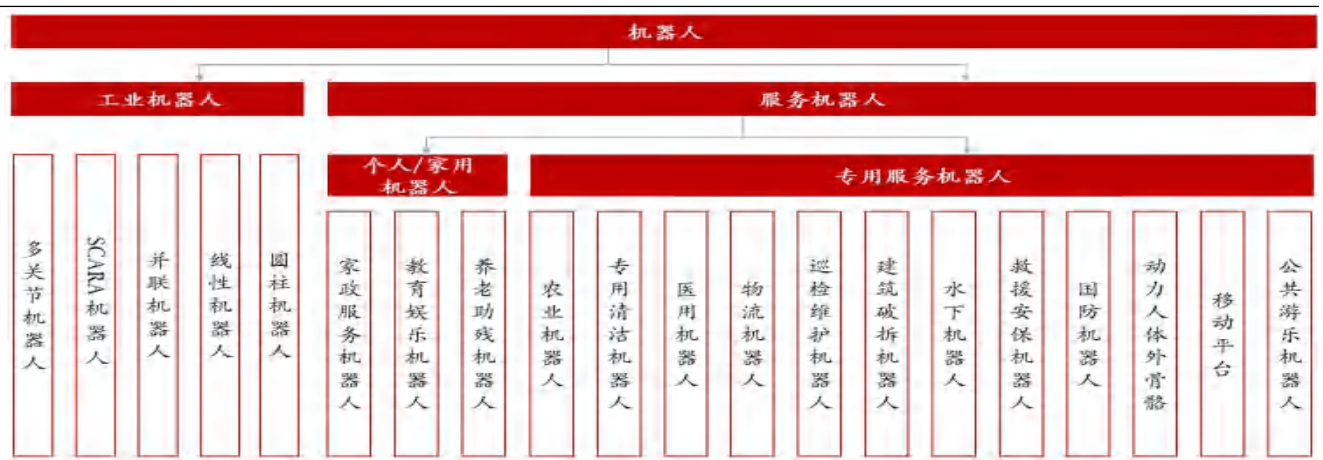 机器人
工业机器人
服务机器人
个人/家用
机器人
专用服务机器人
多关节机器人
SCARA机器人
并联机器人
线性机器人
圆柱机器人
家政服务机器人
教育娱乐机器人
养老助残机器人
农业机器人
专用清洁机器人
医用机器人
物流机器人
巡检维护机器人
建筑破拆机器人
水下机器人
救援安保机器人
国防机器人
动力人体外骨骼
移动平台
公共游乐机器人